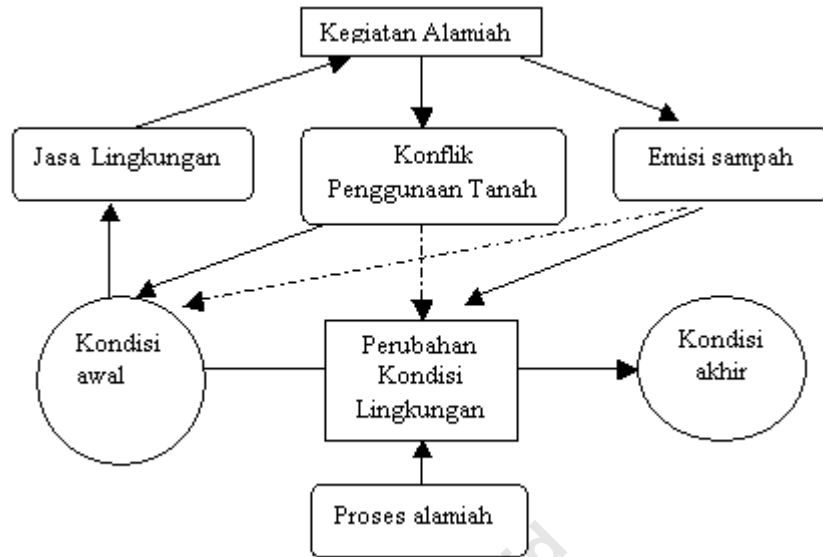 Kegiatan Alamiah
Jasa Lingkungan
Konflik
Penggunaan Tanah
Emisi sampah
Kondisi
awal
Perubahan
Kondisi
Lingkungan
Kondisi
akhir
Proses alamiah